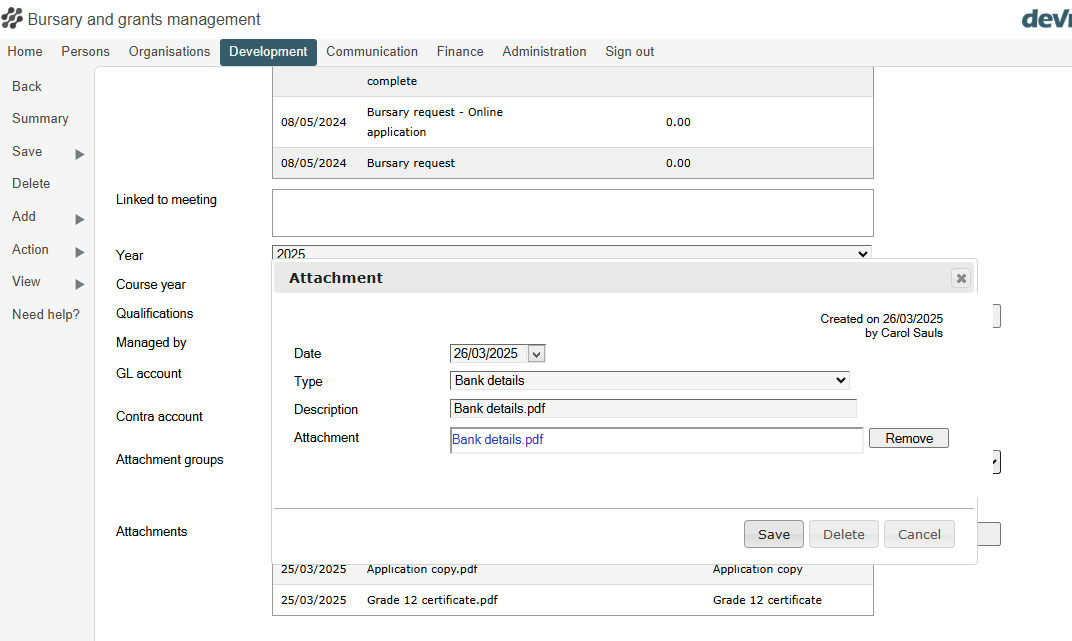 Bursary and grants management
Home Persons Organisations Development Communication Finance Administration Sign out
Back
Summary
Save
Delete
Add
Action
View
Need help?
complete
08/05/2024 Bursary request - Online application 0.00
08/05/2024 Bursary request 0.00
Linked to meeting
Year 2025
Course year
Qualifications
Managed by
GL account
Contra account
Attachment groups
Attachments
Attachment
Created on 26/03/2025
by Carol Sauls
Date 26/03/2025
Type Bank details
Description Bank details.pdf
Attachment Bank details.pdf Remove
Save Delete Cancel
25/03/2025 Application copy.pdf Application copy
25/03/2025 Grade 12 certificate.pdf Grade 12 certificate